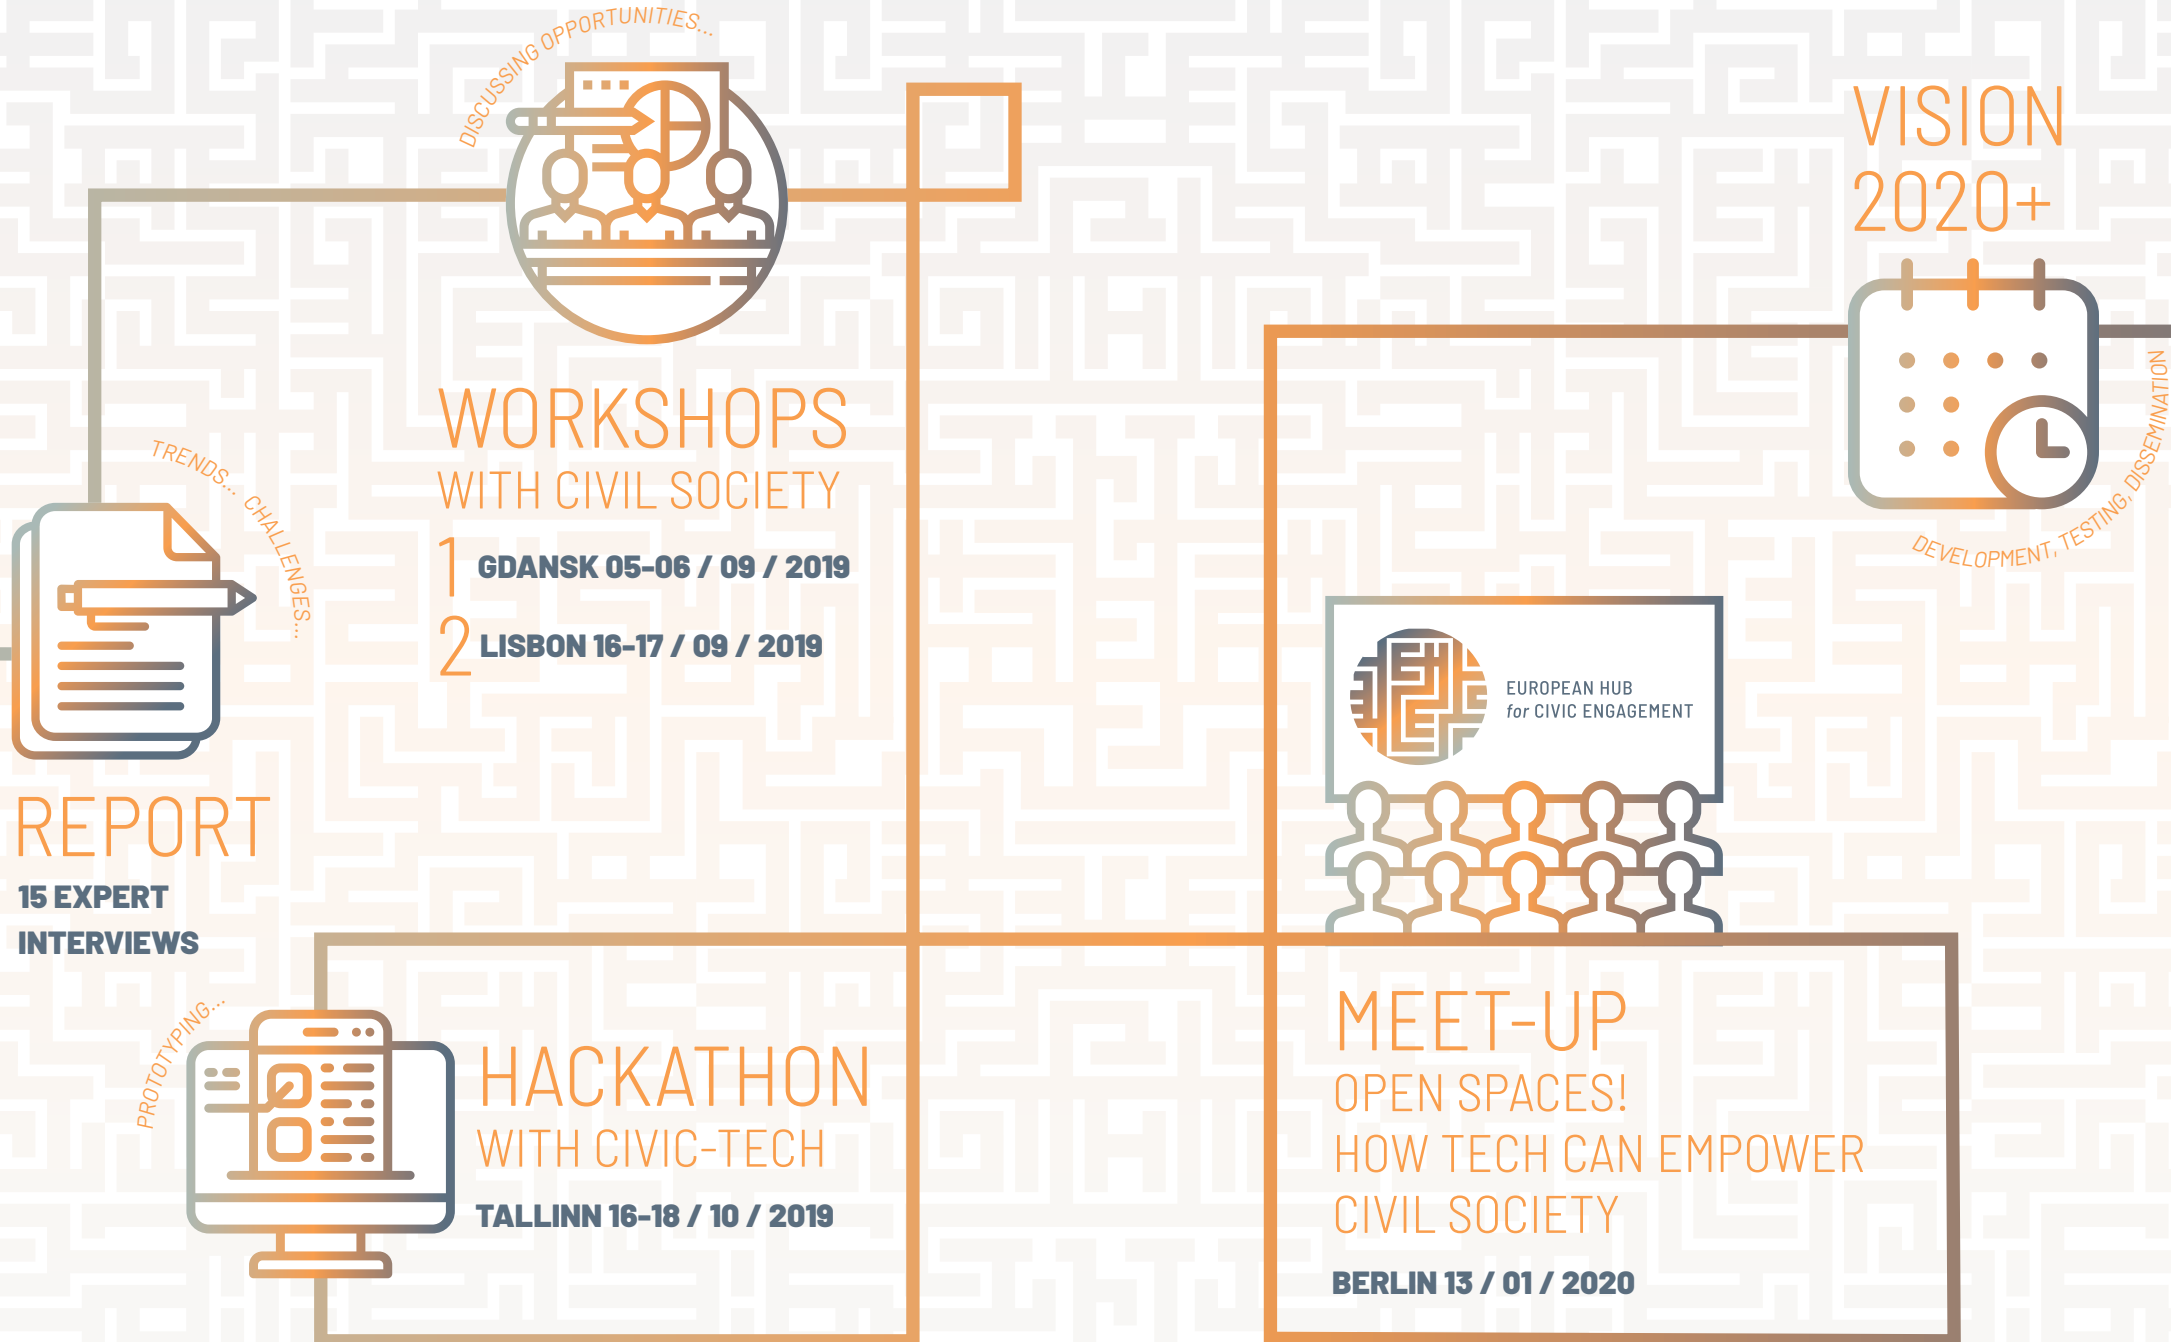 DISCUSSING OPPORTUNITIES...
WORKSHOPS
WITH CIVIL SOCIETY
1 GDANSK 05-06 / 09 / 2019
2 LISBON 16-17 / 09 / 2019
TRENDS... CHALLENGES...
REPORT
15 EXPERT
INTERVIEWS
PROTOTYPING...
HACKATHON
WITH CIVIC-TECH
TALLINN 16-18 / 10 / 2019
EUROPEAN HUB
for CIVIC ENGAGEMENT
MEET-UP
OPEN SPACES!
HOW TECH CAN EMPOWER
CIVIL SOCIETY
BERLIN 13 / 01 / 2020
VISION
2020+
DEVELOPMENT, TESTING, DISSEMINATION